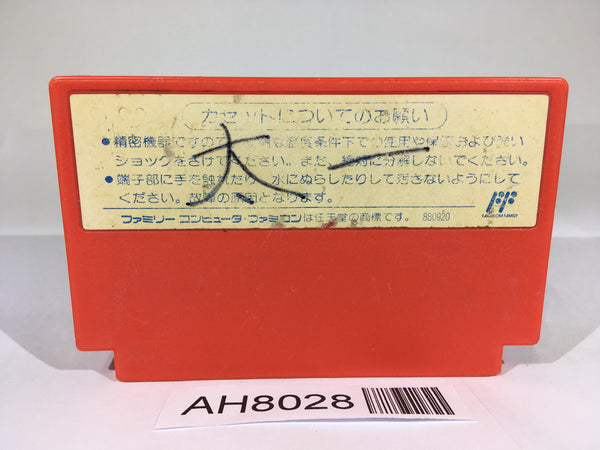 カセットについてのお願い
●精密機器ですので、極端な温度条件下での使用や保管および強い
ショックをさけてください。また、絶対に分解しないでください。
●端子部に手を触れたり、水にぬらしたりして汚さないようにして
ください。故障の原因となります。
太一
ファミリーコンピュータ・ファミコンは任天堂の商標です。 880920
FF
FAMICOM FAMILY
AH8028